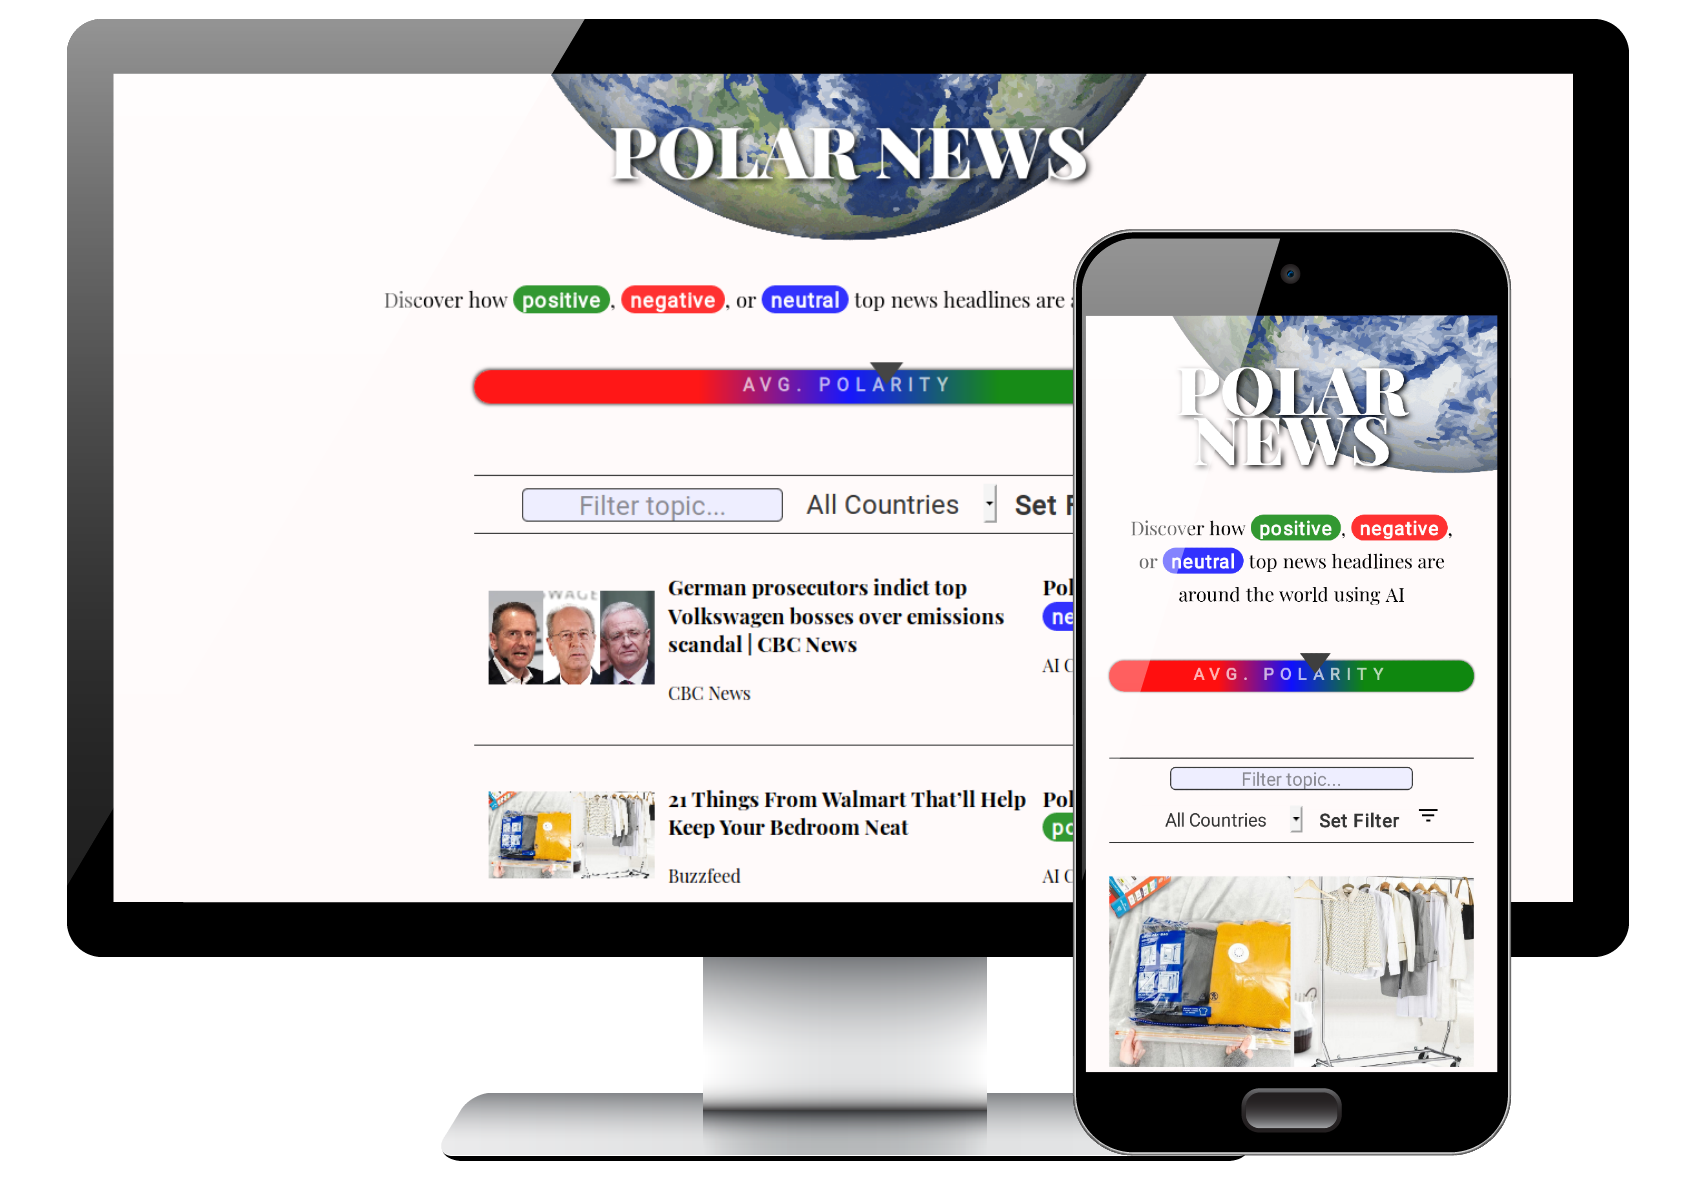 POLAR NEWS
Discover how positive, negative, or neutral top news headlines are
AVG. POLARITY
Filter topic... All Countries Set
German prosecutors indict top
Volkswagen bosses over emissions
scandal | CBC News
CBC News
Pol
ne
AI C
21 Things From Walmart That'll Help
Keep Your Bedroom Neat
Buzzfeed
Pol
po
AI C
POLAR
NEWS
Discover how positive, negative,
or neutral top news headlines are
around the world using AI
AVG. POLARITY
Filter topic...
All Countries Set Filter